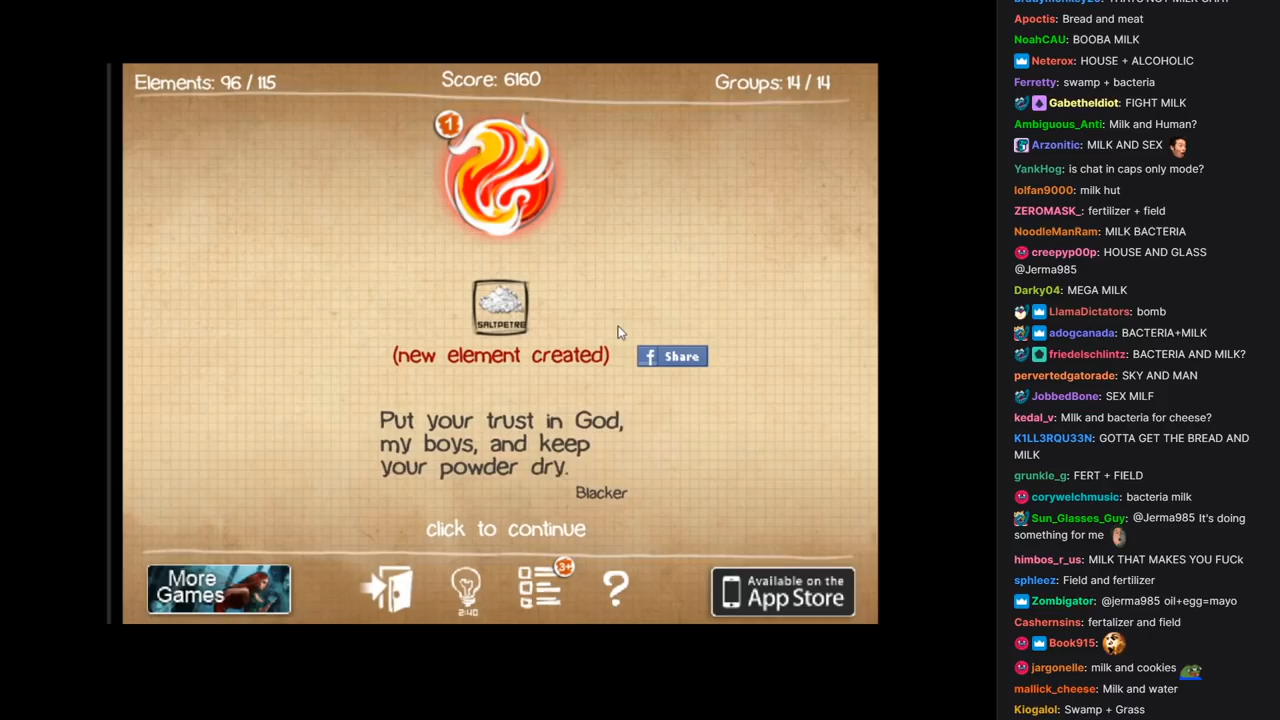 Elements: 96 / 115
Score: 6160
Groups: 14 / 14
1
SALTPETRE
(new element created)
f Share
Put your trust in God,
my boys, and keep
your powder dry.
Blacker
click to continue
More
Games
2:40
3+
?
Available on the
App Store
Apoctis: Bread and meat
NoahCAU: BOOBA MILK
Neterox: HOUSE + ALCOHOLIC
Ferretty: swamp + bacteria
GabetheIdiot: FIGHT MILK
Ambiguous_Anti: Milk and Human?
Arzonitic: MILK AND SEX
YankHog: is chat in caps only mode?
lolfan9000: milk hut
ZEROMASK_: fertilizer + field
NoodleManRam: MILK BACTERIA
creepyp00p: HOUSE AND GLASS
@Jerma985
Darky04: MEGA MILK
LlamaDictators: bomb
adogcanada: BACTERIA+MILK
friedelschlintz: BACTERIA AND MILK?
pervertedgatorade: SKY AND MAN
JobbedBone: SEX MILF
kedal_v: MIlk and bacteria for cheese?
K1LL3RQU33N: GOTTA GET THE BREAD AND
MILK
grunkle_g: FERT + FIELD
corywelchmusic: bacteria milk
Sun_Glasses_Guy: @Jerma985 It's doing
something for me
himbos_r_us: MILK THAT MAKES YOU FUCk
sphleez: Field and fertilizer
Zombigator: @jerma985 oil+egg=mayo
Cashernsins: fertalizer and field
Book915:
jargonelle: milk and cookies
mallick_cheese: Milk and water
Kiogalol: Swamp + Grass